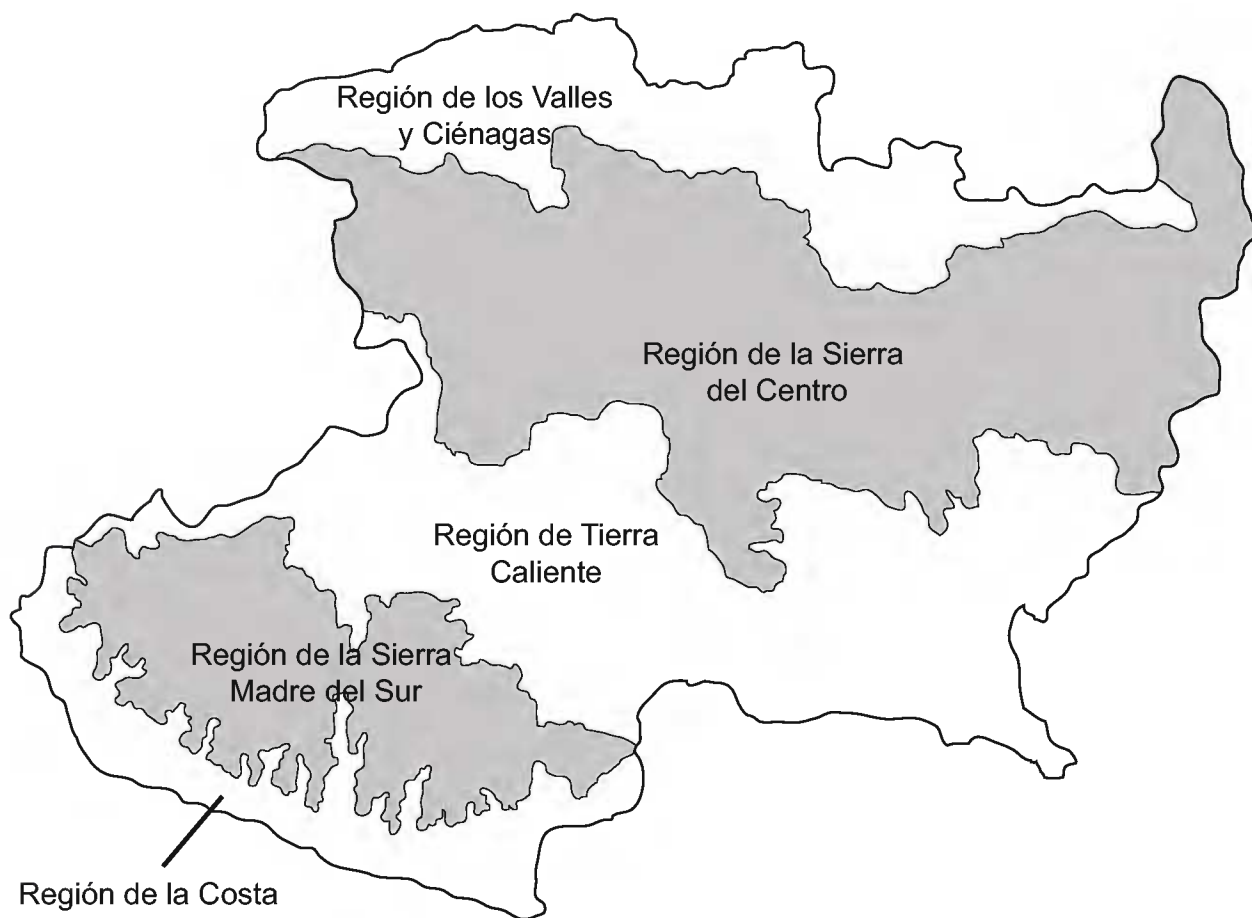 Región de los Valles
y Ciénagas
Región de la Sierra
del Centro
Región de Tierra
Caliente
Región de la Sierra
Madre del Sur
Región de la Costa